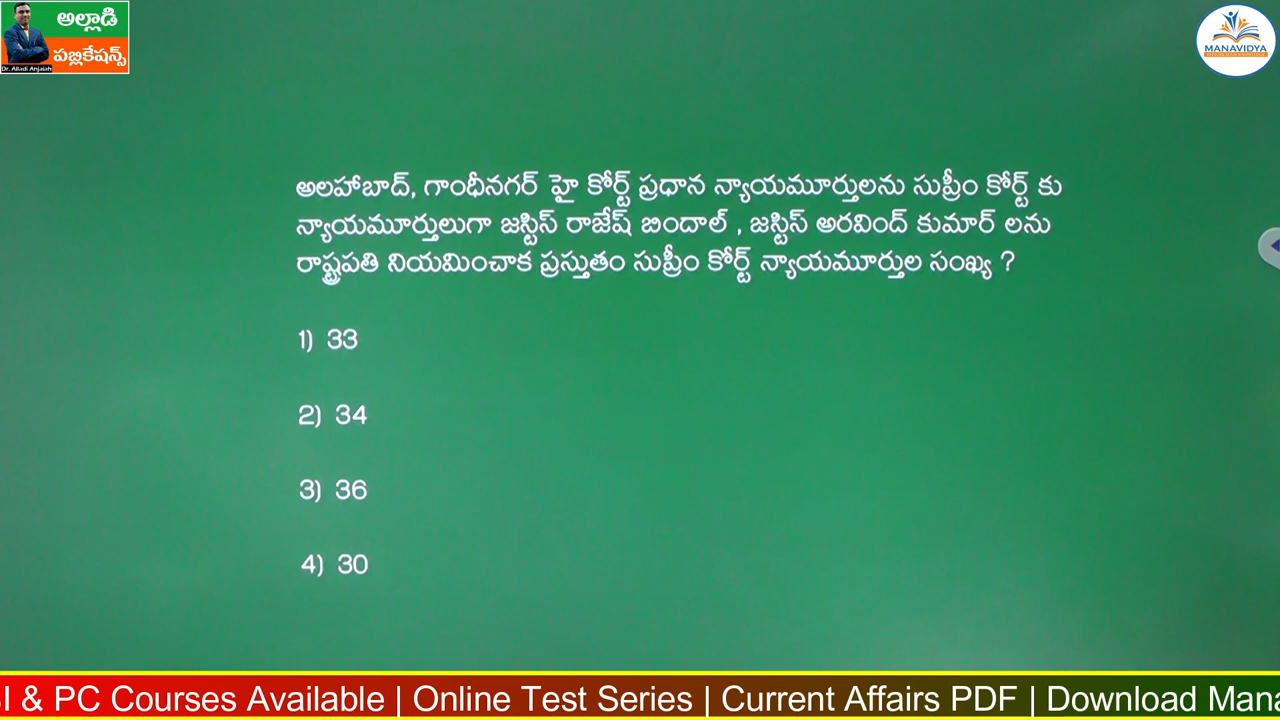 అల్లాడి
పబ్లికేషన్స్
Dr. Alladi Anjaiah
MANAVIDYA
అలహాబాద్, గాంధీనగర్ హై కోర్ట్ ప్రధాన న్యాయమూర్తులను సుప్రీం కోర్ట్ కు
న్యాయమూర్తులుగా జస్టిస్ రాజేష్ బిందాల్ , జస్టిస్ అరవింద్ కుమార్ లను
రాష్ట్రపతి నియమించాక ప్రస్తుతం సుప్రీం కోర్ట్ న్యాయమూర్తుల సంఖ్య ?
1) 33
2) 34
3) 36
4) 30
I & PC Courses Available | Online Test Series | Current Affairs PDF | Download Mana